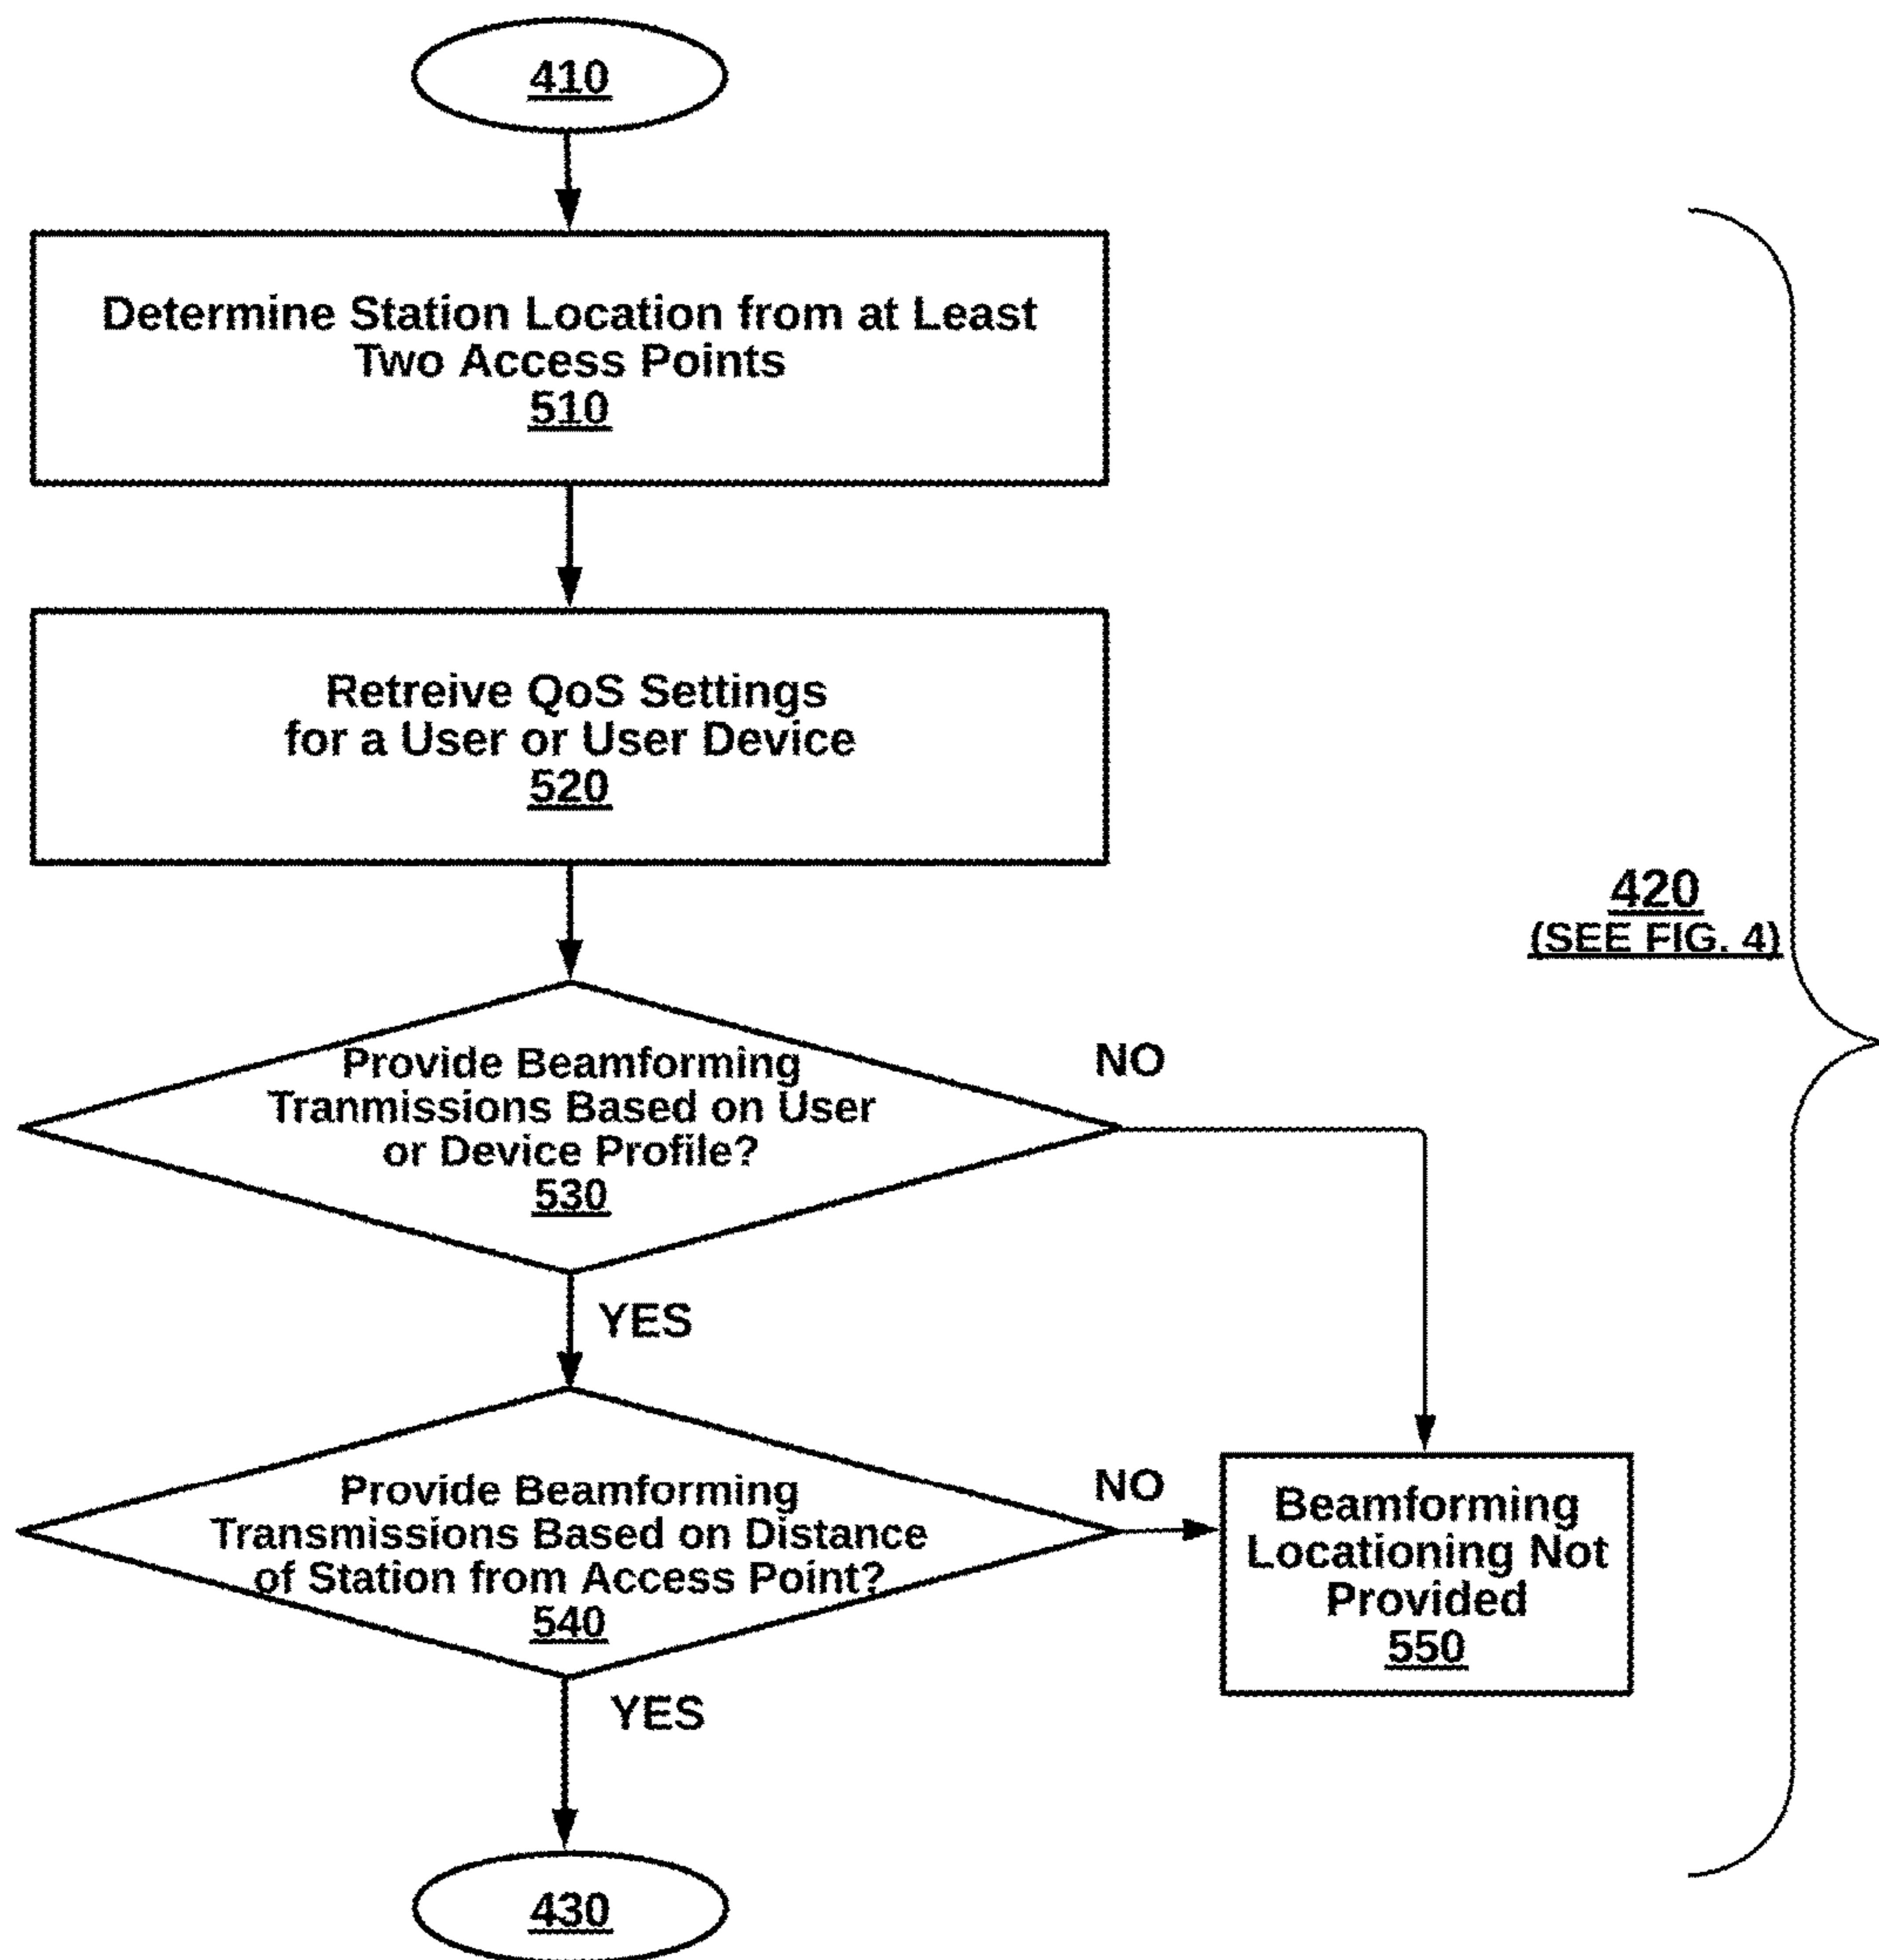 410
Determine Station Location from at Least
Two Access Points
510
Retreive QoS Settings
for a User or User Device
520
420
(SEE FIG. 4)
Provide Beamforming
Tranmissions Based on User
or Device Profile?
530
NO
YES
Provide Beamforming
Transmissions Based on Distance
of Station from Access Point?
540
NO
Beamforming
Locationing Not
Provided
550
YES
430